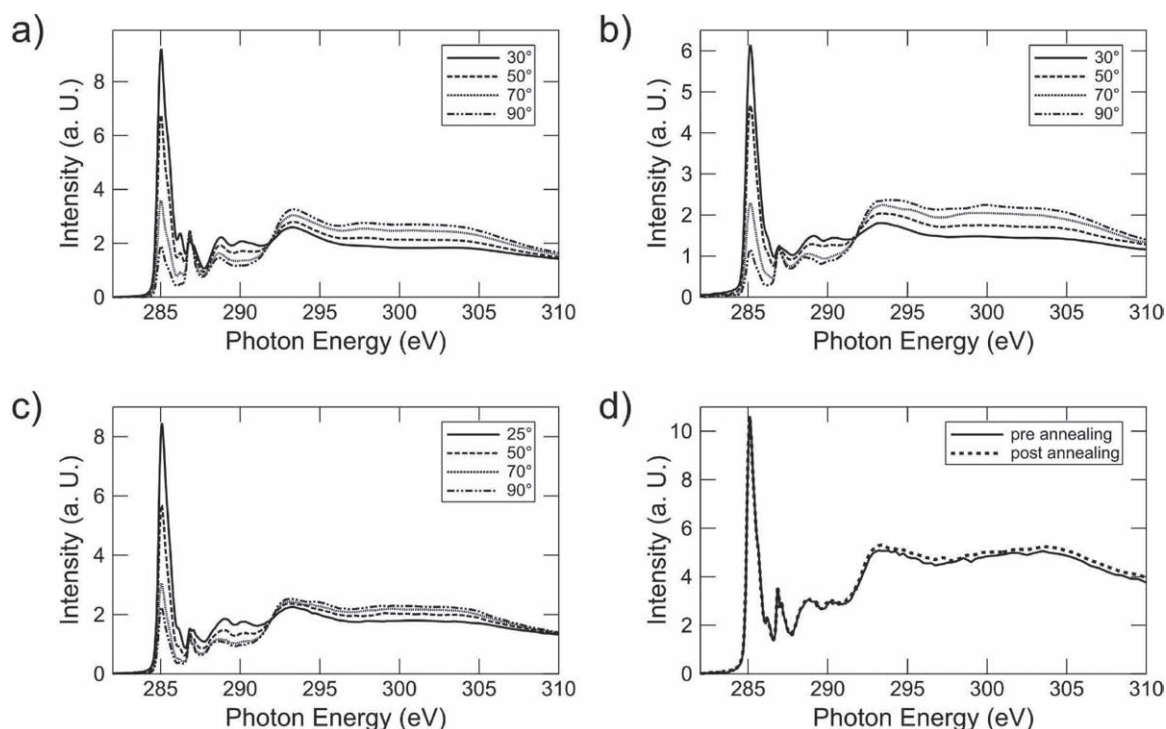 a)
Intensity (a. U.)
8
6
4
2
0
285 290 295 300 305 310
Photon Energy (eV)
30°
50°
70°
90°
b)
Intensity (a. U.)
6
5
4
3
2
1
0
285 290 295 300 305 310
Photon Energy (eV)
30°
50°
70°
90°
c)
Intensity (a. U.)
8
6
4
2
0
285 290 295 300 305 310
Photon Energy (eV)
25°
50°
70°
90°
d)
Intensity (a. U.)
10
8
6
4
2
0
285 290 295 300 305 310
Photon Energy (eV)
pre annealing
post annealing